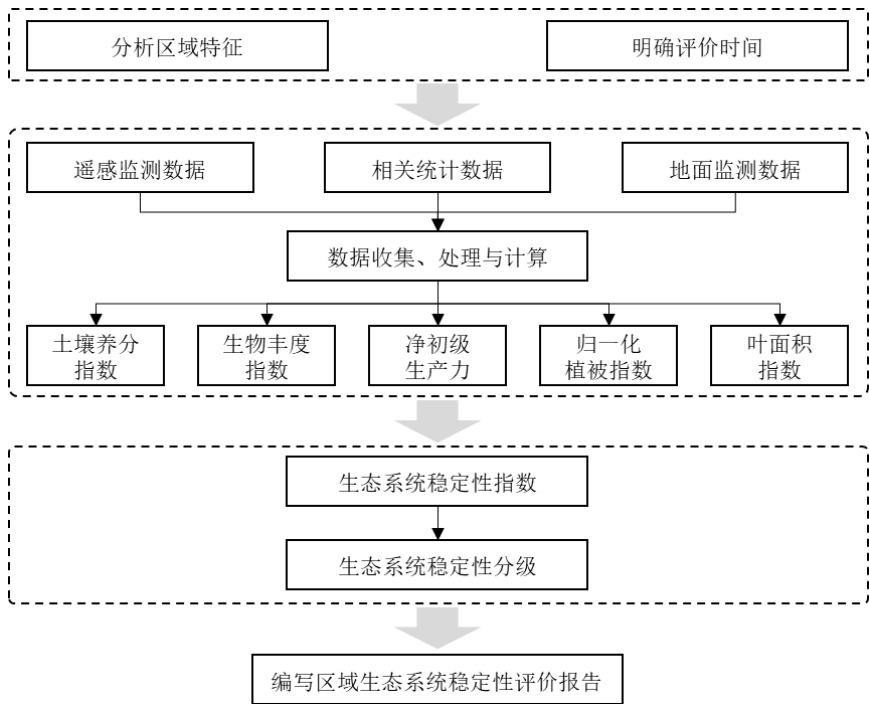 分析区域特征
明确评价时间
遥感监测数据
相关统计数据
地面监测数据
数据收集、处理与计算
土壤养分
指数
生物丰度
指数
净初级
生产力
归一化
植被指数
叶面积
指数
生态系统稳定性指数
生态系统稳定性分级
编写区域生态系统稳定性评价报告